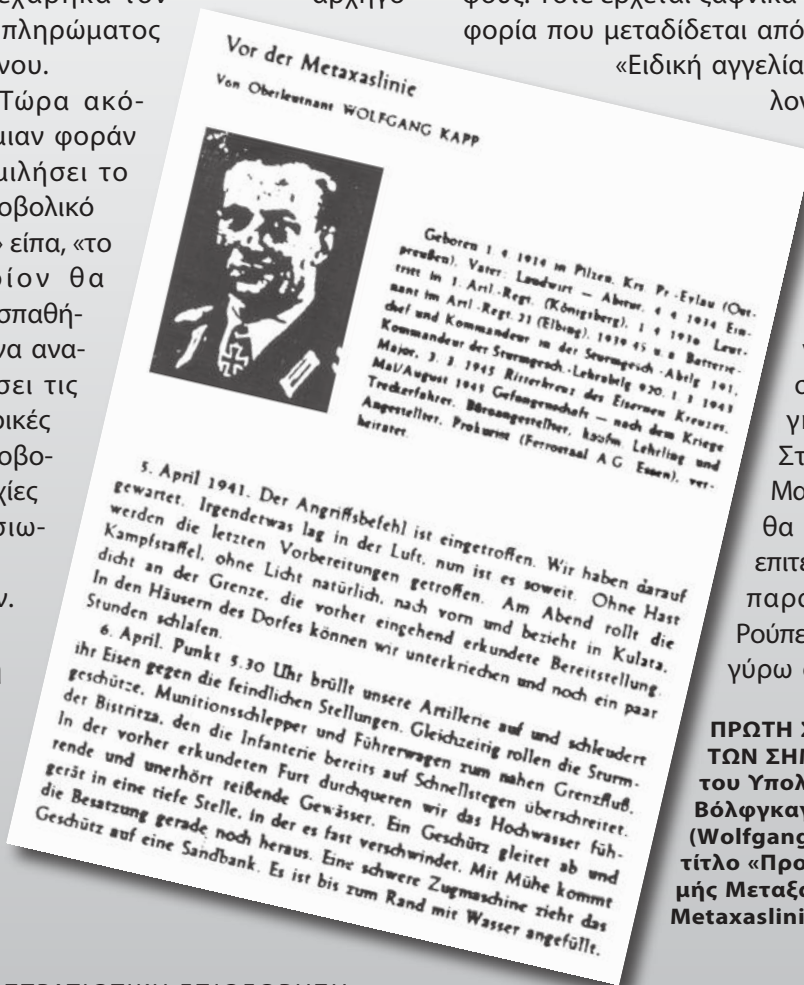 πληρώματος
νου.
Τώρα ακό-
μιαν φοράν
μιλήσει το
οβολικό
» είπα, «το
ρίον θα
σπαθή-
να ανα-
σει τις
ρικές
οβο-
χίες
σιω-
ν.
φορία που μεταδίδεται από
«Ειδική αγγελία
λον
Vor der Metaxaslinie
Von Oberleutnant WOLFGANG KAPP
Geboren 1. 4. 1914 in Pilzen, Krs. Pr.-Eylau (Ost-
preußen), Vater: Landwirt — Abitur, 4. 4. 1934 Ein-
tritt in 1. Artl.-Regt. (Königsberg), 1. 4. 1936 Leut-
nant im Artl.-Regt. 21 (Elbing), 1939/45 u. a. Batterie-
chef und Kommandeur in der Sturmgesch.-Abtlg. 191,
Kommandeur der Sturmgesch.-Lehrabtlg. 920, 1. 3. 1943
Major, 3. 3. 1945 Ritterkreuz des Eisernen Kreuzes,
Mai/August 1945 Gefangenschaft — nach dem Kriege
Treckerfahrer, Büroangestellter, kaufm. Lehrling und
Angestellter, Prokurist (Ferrostaal A.G. Essen), ver-
heiratet.
5. April 1941. Der Angriffsbefehl ist eingetroffen. Wir haben darauf
gewartet. Irgendetwas lag in der Luft, nun ist es soweit. Ohne Hast
werden die letzten Vorbereitungen getroffen. Am Abend rollt die
Kampfstaffel, ohne Licht natürlich, nach vorn und bezieht in Kulata,
dicht an der Grenze, die vorher eingehend erkundete Bereitstellung.
In den Häusern des Dorfes können wir unterkriechen und noch ein paar
Stunden schlafen.
6. April. Punkt 5.30 Uhr brüllt unsere Artillerie auf und schleudert
ihr Eisen gegen die feindlichen Stellungen. Gleichzeitig rollen die Sturm-
geschütze, Munitionsschlepper und Führerwagen zum nahen Grenzfluß,
der Bistritza, den die Infanterie bereits auf Schnellstegen überschreitet.
In der vorher erkundeten Furt durchqueren wir das Hochwasser füh-
rende und unerhört reißende Gewässer. Ein Geschütz gleitet ab und
gerät in eine tiefe Stelle, in der es fast verschwindet. Mit Mühe kommt
die Besatzung gerade noch heraus. Eine schwere Zugmaschine zieht das
Geschütz auf eine Sandbank. Es ist bis zum Rand mit Wasser angefüllt.
γι
Στ
Μα
θα
επιτε
παρα
Ρούπε
γύρω
ΠΡΩΤΗ Σ
ΤΩΝ ΣΗΜ
του Υπολ
Βόλφγκαγ
(Wolfgang
τίτλο «Προ
μής Μεταξά
Metaxaslini